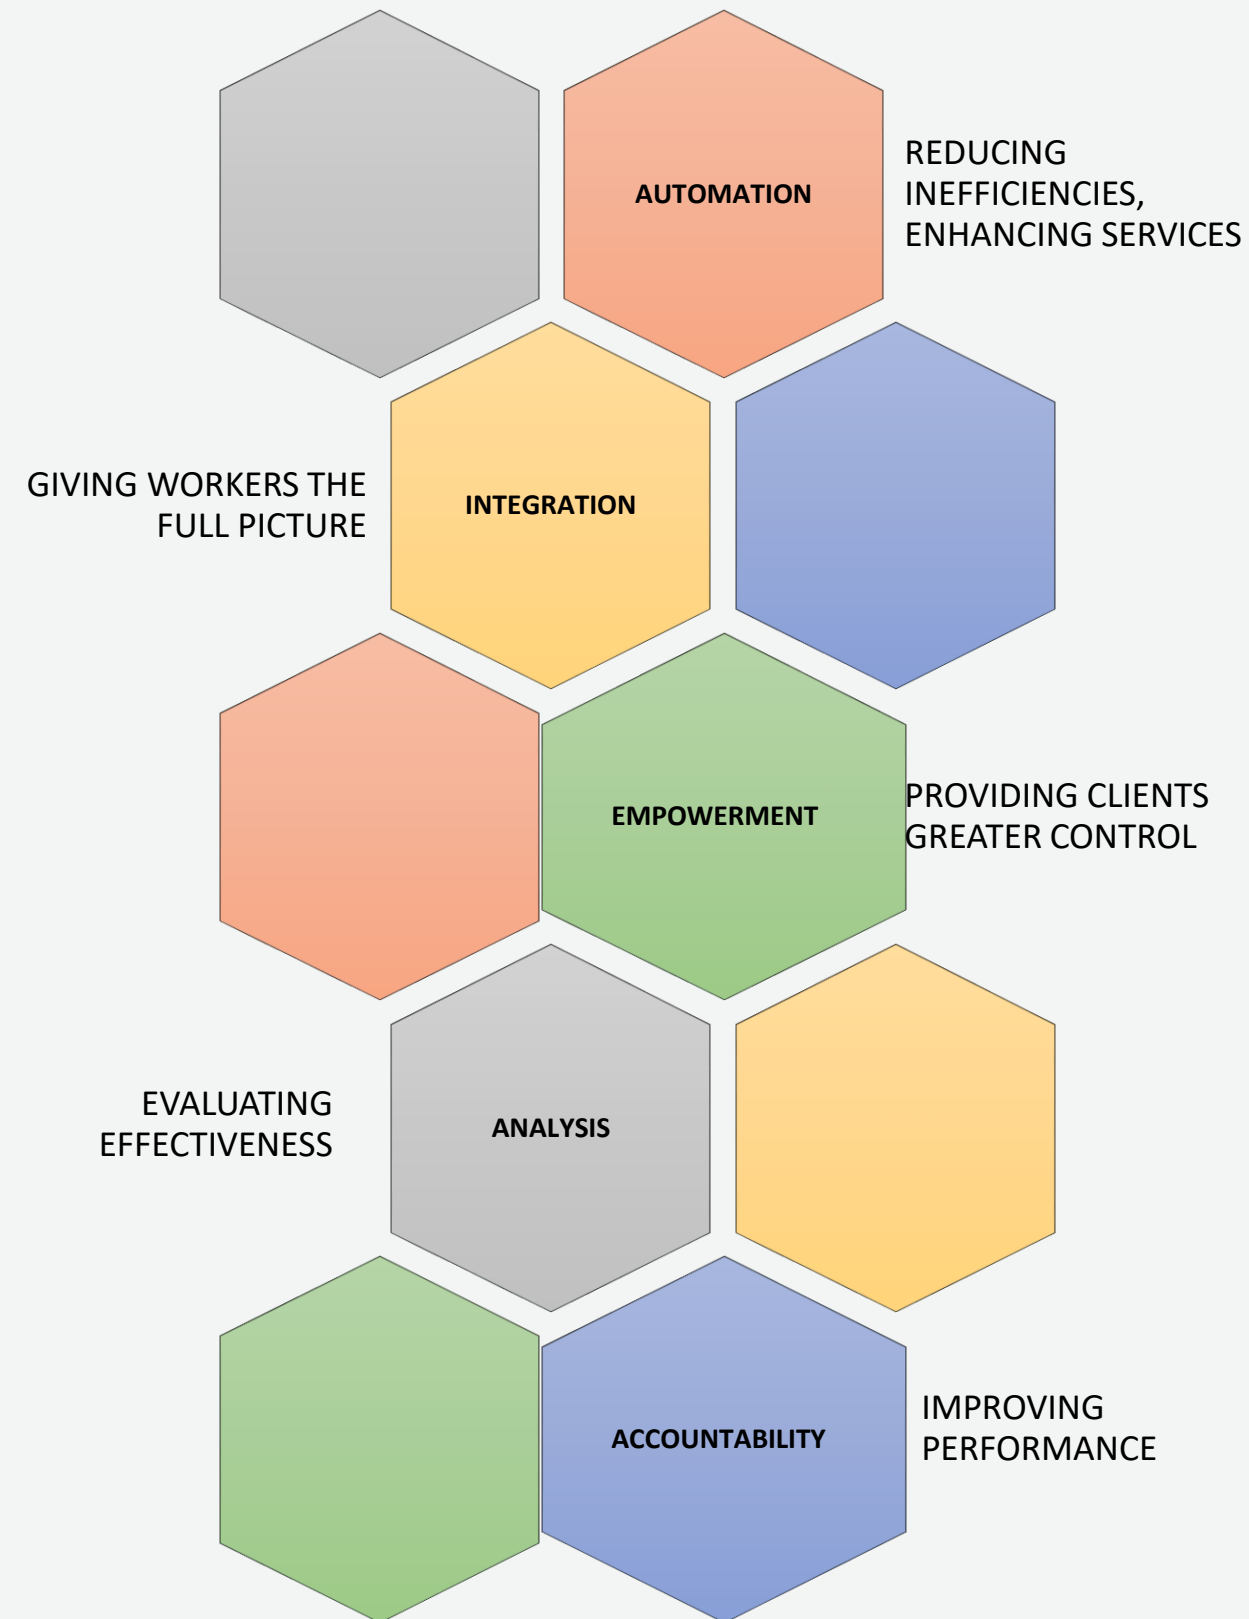 AUTOMATION
REDUCING
INEFFICIENCIES,
ENHANCING SERVICES
GIVING WORKERS THE
FULL PICTURE
INTEGRATION
EMPOWERMENT
PROVIDING CLIENTS
GREATER CONTROL
EVALUATING
EFFECTIVENESS
ANALYSIS
ACCOUNTABILITY
IMPROVING
PERFORMANCE